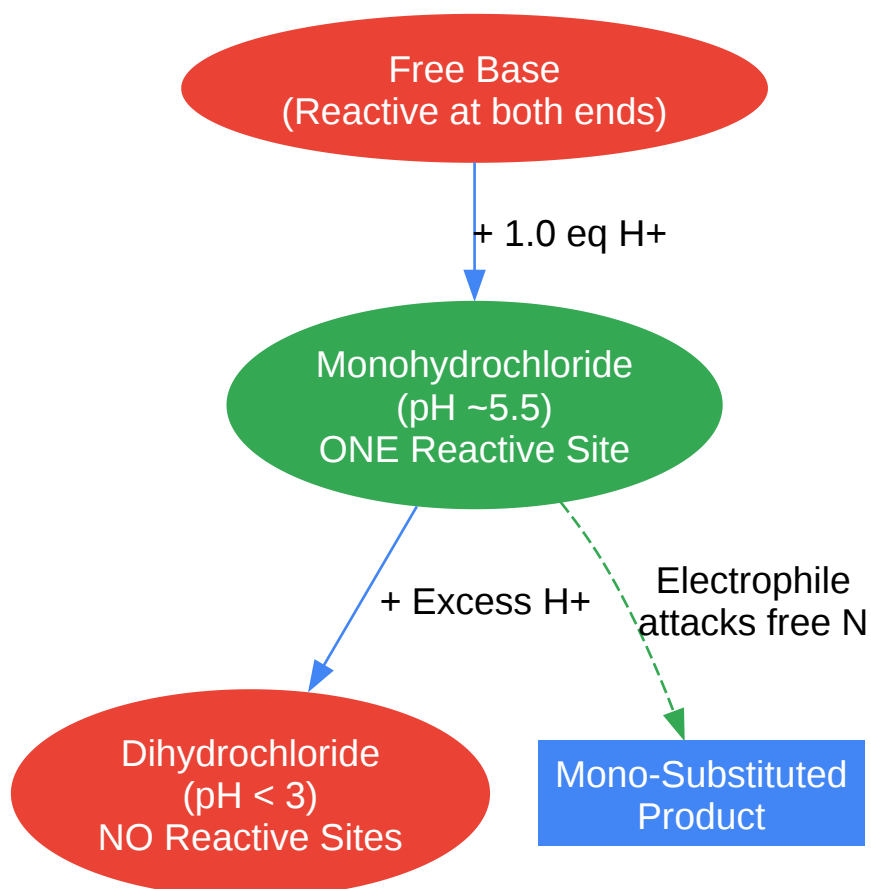 Free Base
(Reactive at both ends)
+ 1.0 eq H+
Monohydrochloride
(pH ~5.5)
ONE Reactive Site
+ Excess H+
Electrophile
attacks free N
Dihydrochloride
(pH < 3)
NO Reactive Sites
Mono-Substituted
Product